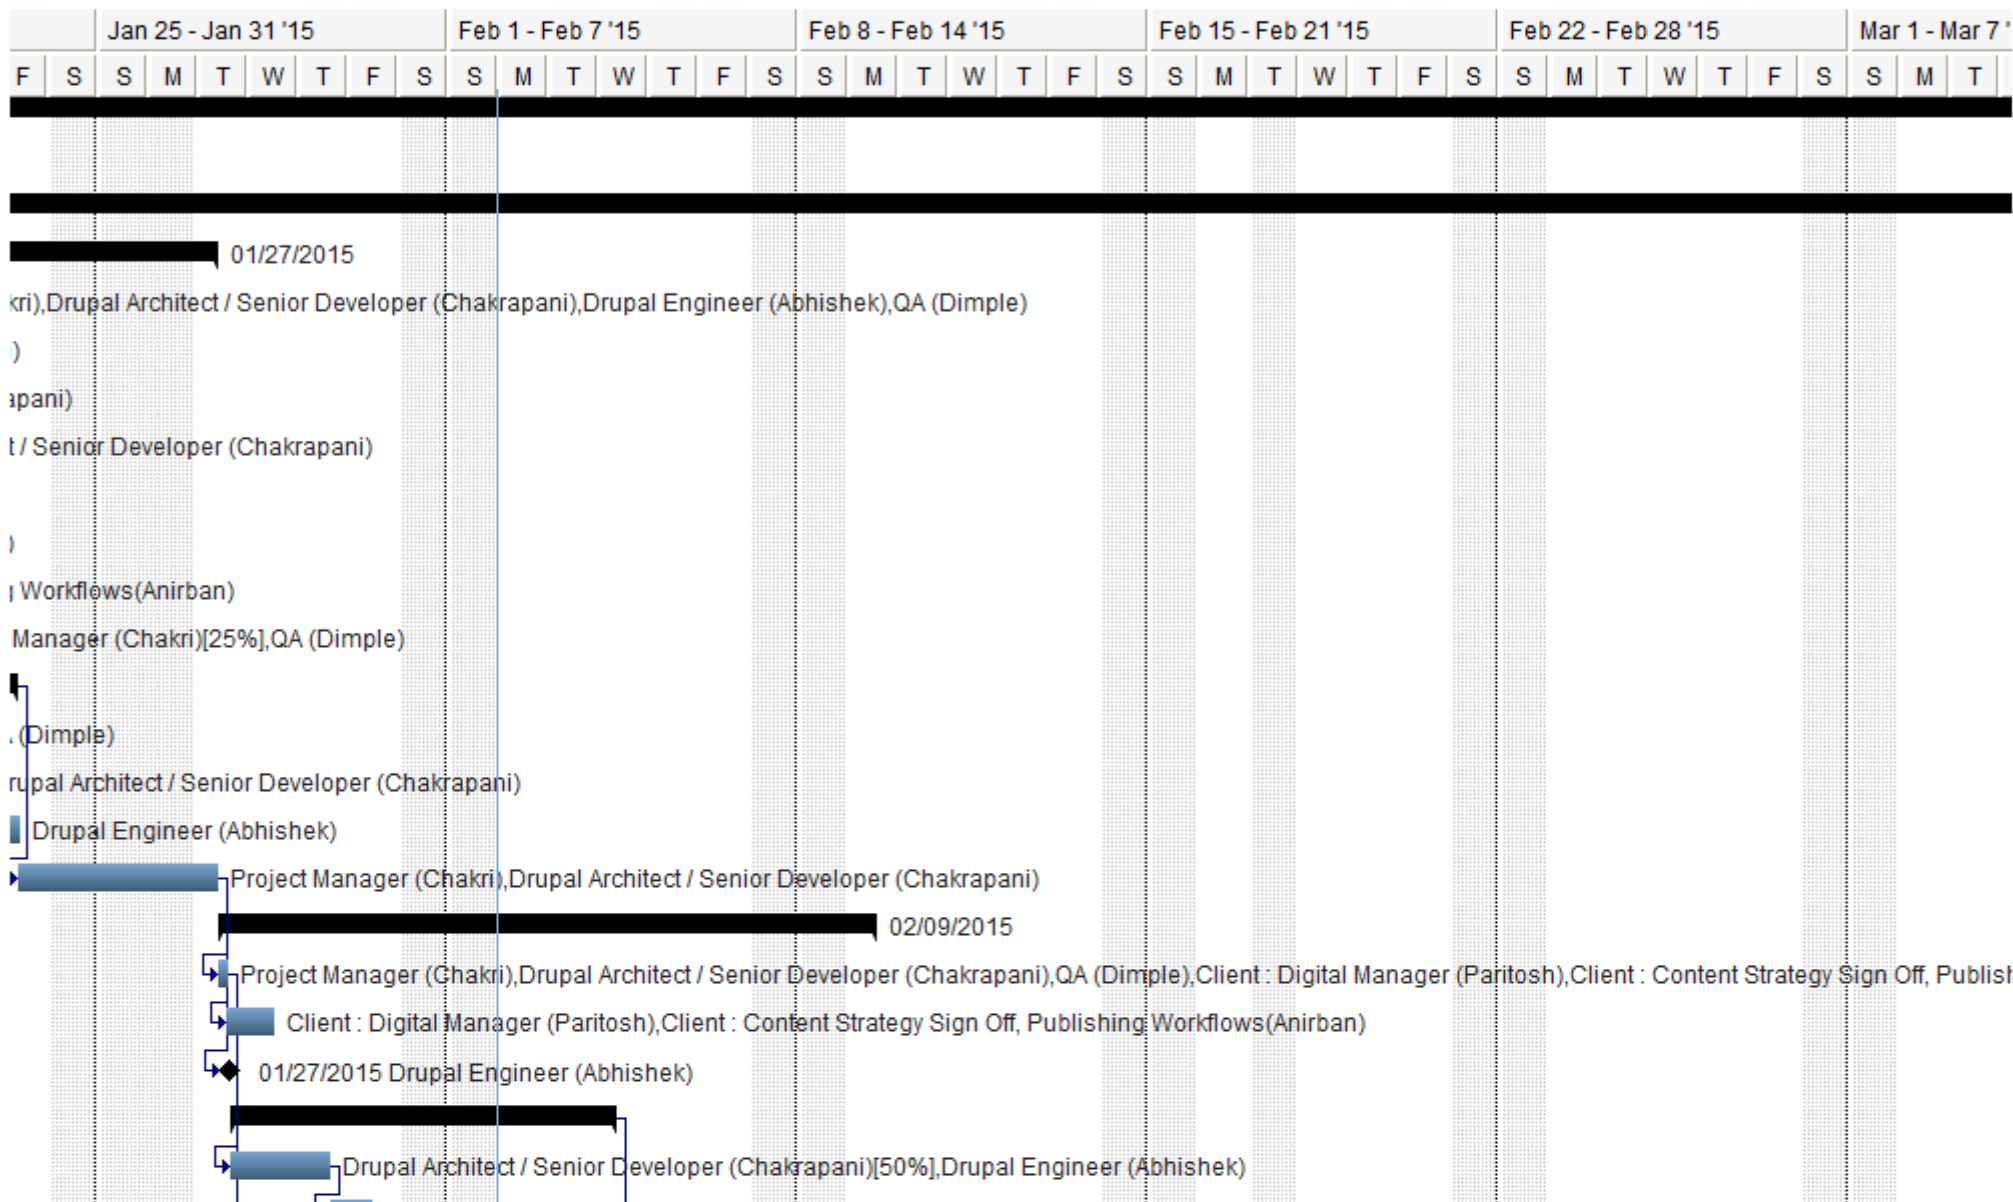 Jan 25 - Jan 31 '15 Feb 1 - Feb 7 '15 Feb 8 - Feb 14 '15 Feb 15 - Feb 21 '15 Feb 22 - Feb 28 '15 Mar 1 - Mar 7 '
F S S M T W T F S S M T W T F S S M T W T F S S M T W T F S S M T W T F S S M T
01/27/2015
kri),Drupal Architect / Senior Developer (Chakrapani),Drupal Engineer (Abhishek),QA (Dimple)
)
apani)
t / Senior Developer (Chakrapani)
)
g Workflows(Anirban)
Manager (Chakri)[25%],QA (Dimple)
(Dimple)
rupal Architect / Senior Developer (Chakrapani)
Drupal Engineer (Abhishek)
Project Manager (Chakri),Drupal Architect / Senior Developer (Chakrapani)
02/09/2015
Project Manager (Chakri),Drupal Architect / Senior Developer (Chakrapani),QA (Dimple),Client : Digital Manager (Paritosh),Client : Content Strategy Sign Off, Publish
Client : Digital Manager (Paritosh),Client : Content Strategy Sign Off, Publishing Workflows(Anirban)
01/27/2015 Drupal Engineer (Abhishek)
Drupal Architect / Senior Developer (Chakrapani)[50%],Drupal Engineer (Abhishek)